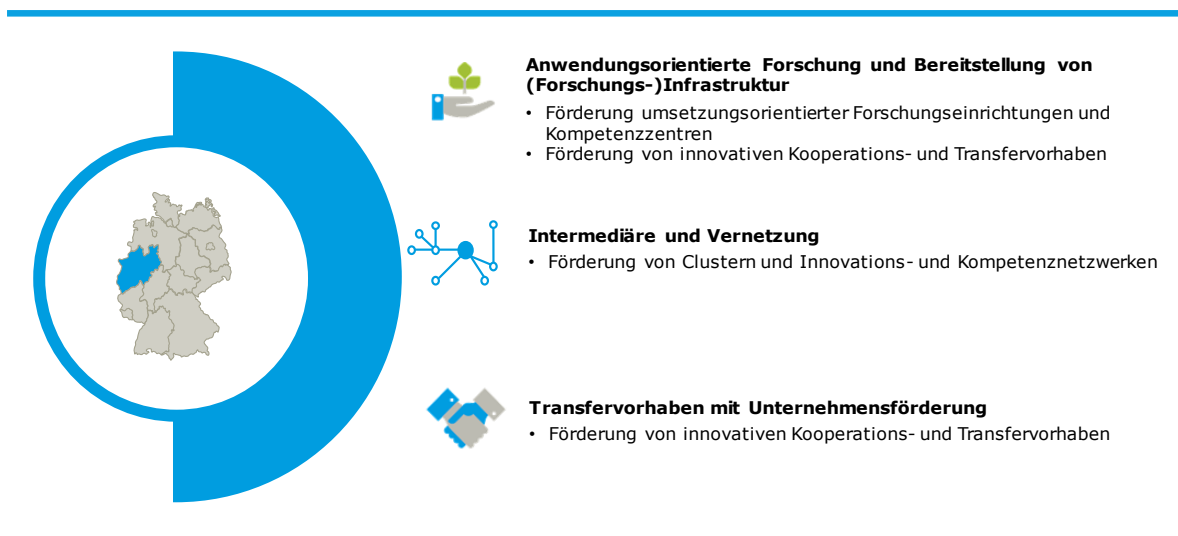 Anwendungsorientierte Forschung und Bereitstellung von
(Forschungs-)Infrastruktur
• Förderung umsetzungsorientierter Forschungseinrichtungen und
Kompetenzzentren
• Förderung von innovativen Kooperations- und Transfervorhaben
Intermediäre und Vernetzung
• Förderung von Clustern und Innovations- und Kompetenznetzwerken
Transfervorhaben mit Unternehmensförderung
• Förderung von innovativen Kooperations- und Transfervorhaben